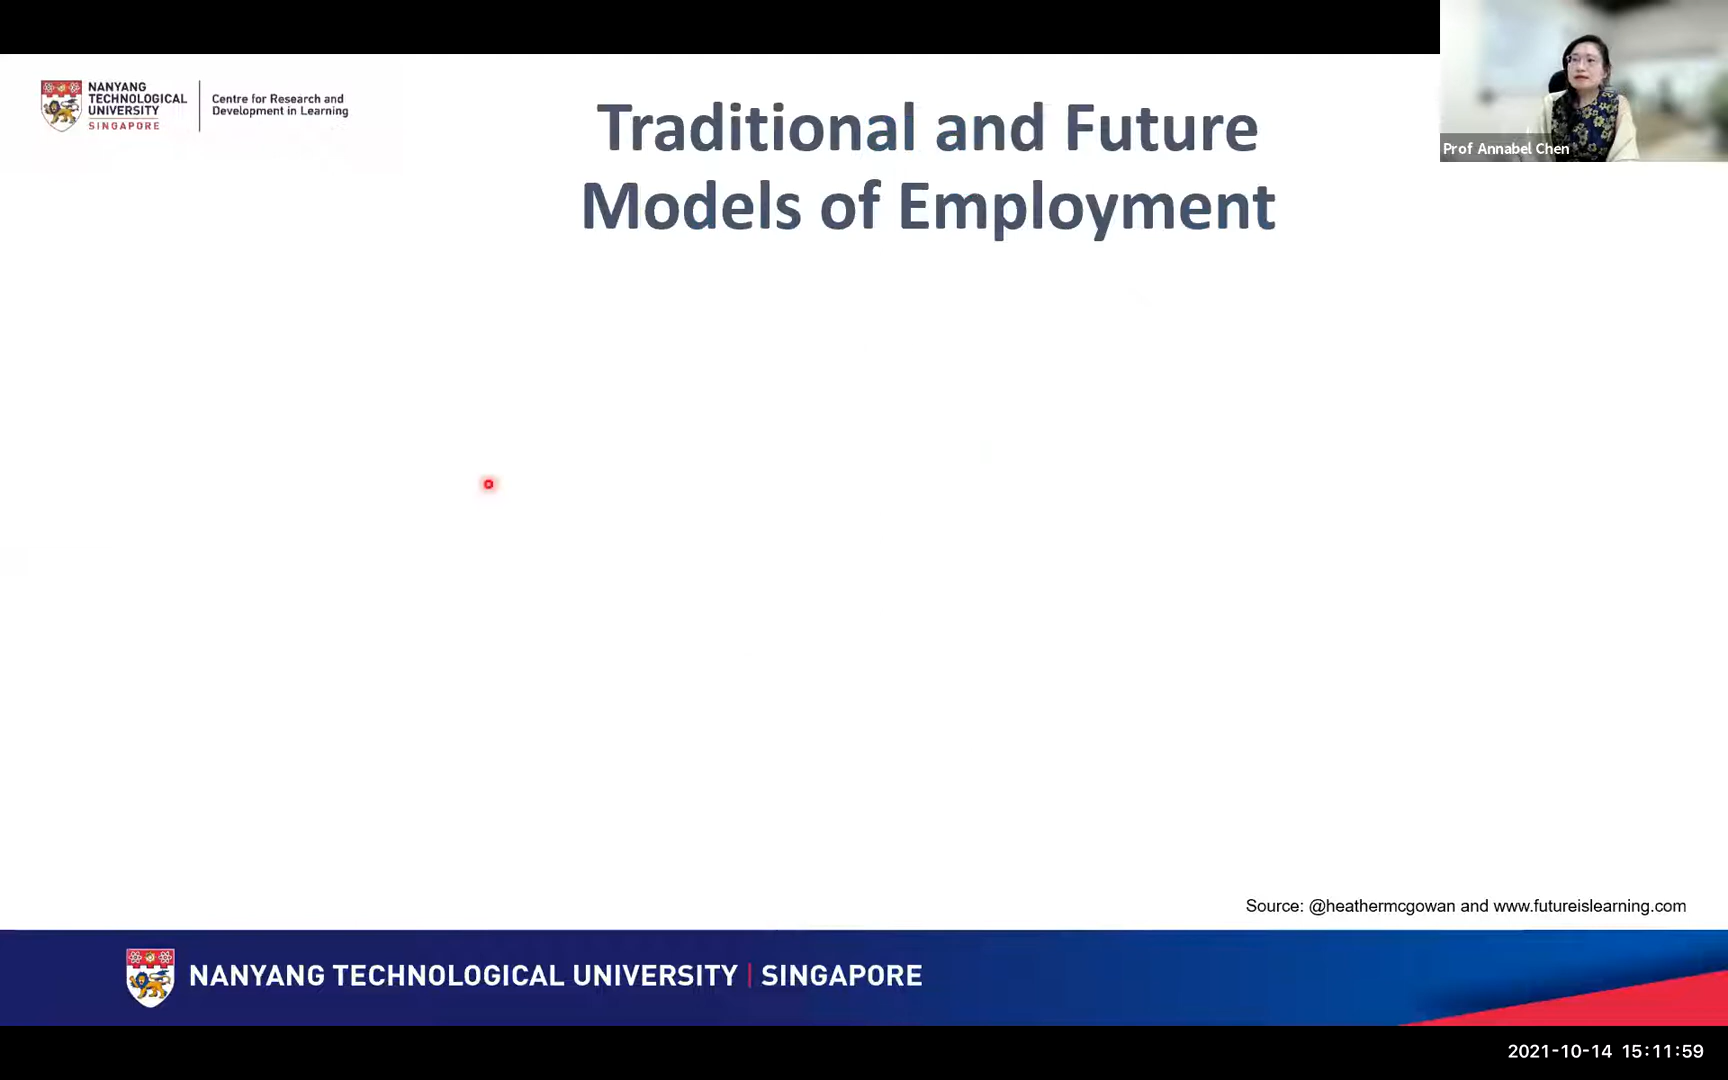 NANYANG
TECHNOLOGICAL
UNIVERSITY
SINGAPORE
Centre for Research and
Development in Learning
Traditional and Future
Models of Employment
Prof Annabel Chen
Source: @heathermcgowan and www.futureislearning.com
NANYANG TECHNOLOGICAL UNIVERSITY | SINGAPORE
2021-10-14 15:11:59